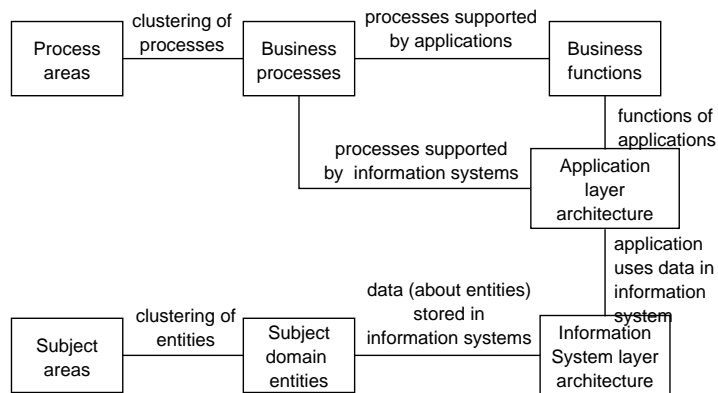 clustering of
processes
processes supported
by applications
Process
areas
Business
processes
Business
functions
functions of
applications
processes supported
by information systems
Application
layer
architecture
application
uses data in
information
system
clustering of
entities
data (about entities)
stored in
information systems
Subject
areas
Subject
domain
entities
Information
System layer
architecture